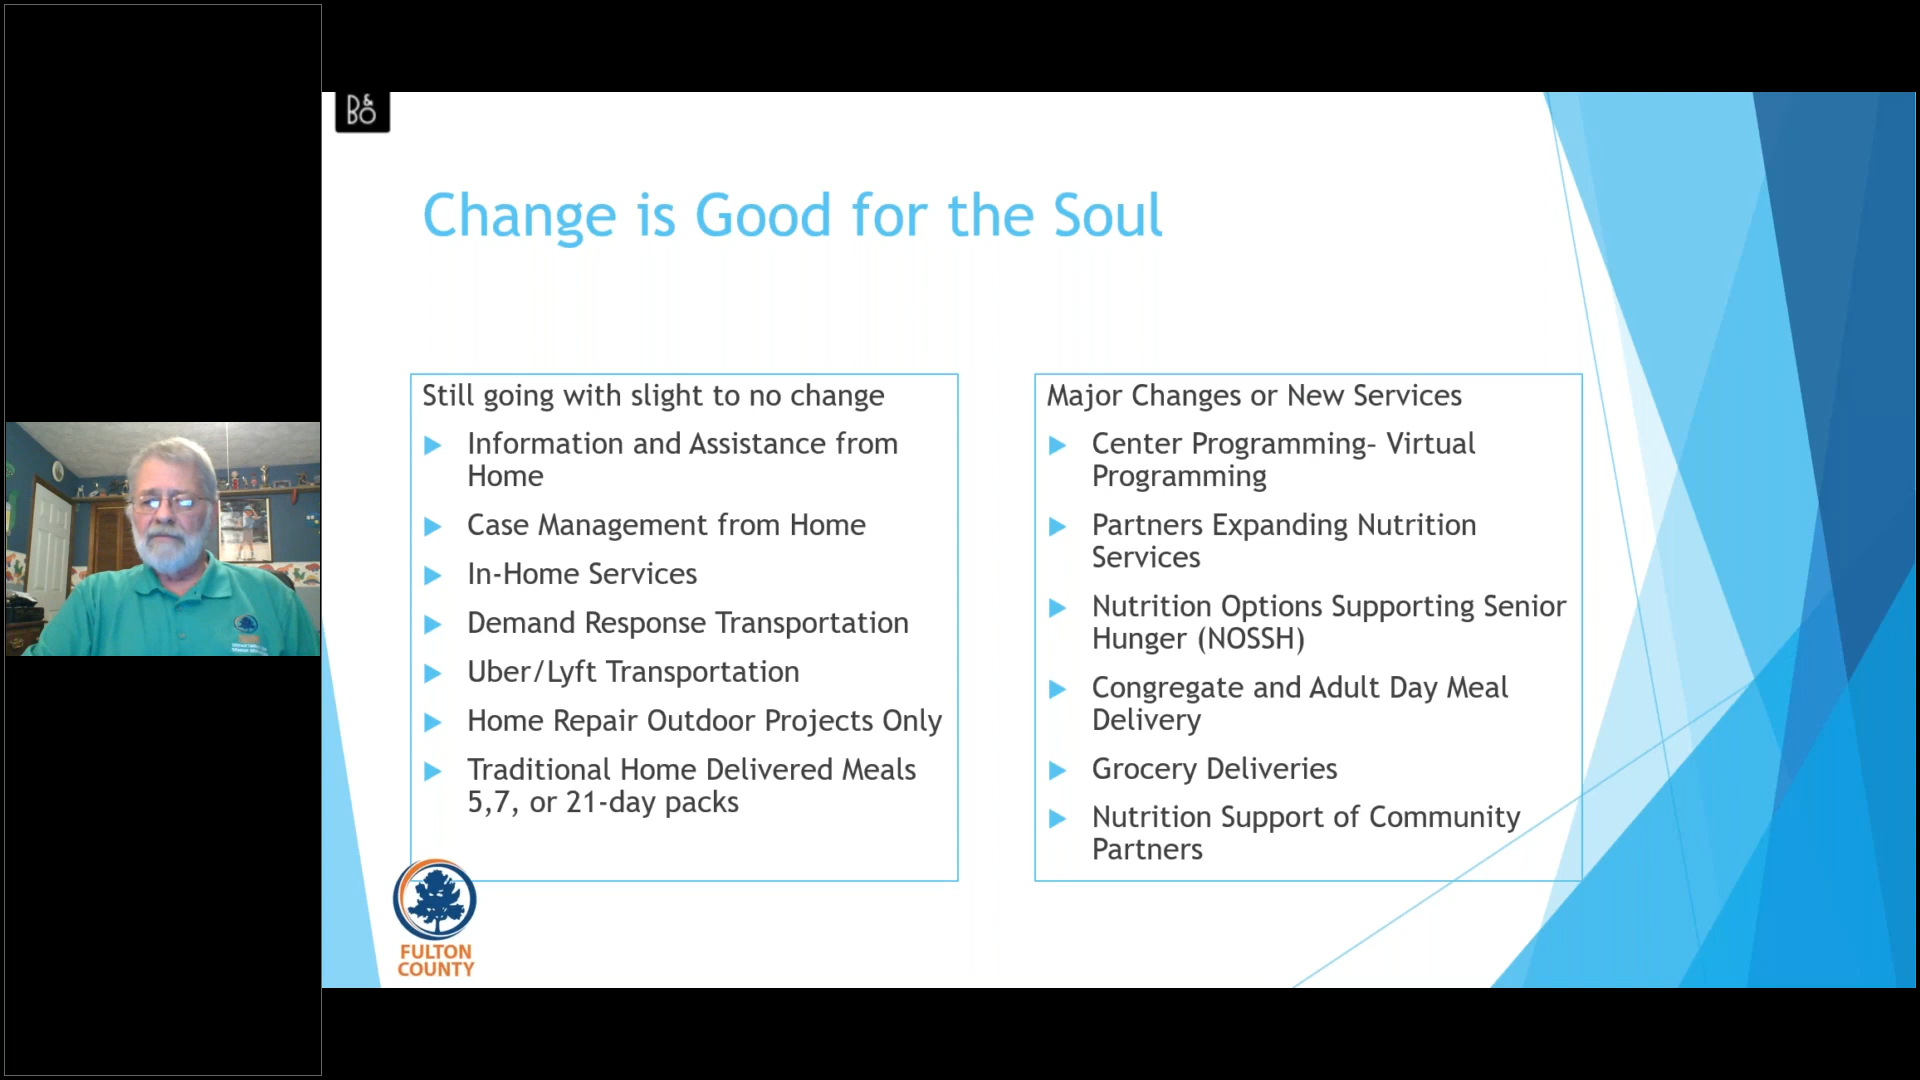 B&O
Change is Good for the Soul
Still going with slight to no change
Information and Assistance from
Home
Case Management from Home
In-Home Services
Demand Response Transportation
Uber/Lyft Transportation
Home Repair Outdoor Projects Only
Traditional Home Delivered Meals
5,7, or 21-day packs
Major Changes or New Services
Center Programming– Virtual
Programming
Partners Expanding Nutrition
Services
Nutrition Options Supporting Senior
Hunger (NOSSH)
Congregate and Adult Day Meal
Delivery
Grocery Deliveries
Nutrition Support of Community
Partners
FULTON
COUNTY